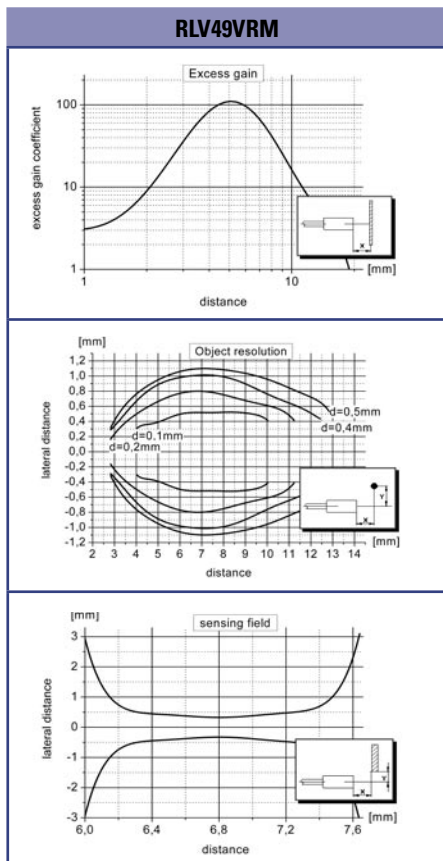 RLV49VRM
Excess gain
excess gain coefficient
100
10
1
1
10
[mm]
x
distance
[mm]
Object resolution
lateral distance
1,2
1,0
0,8
0,6
0,4
0,2
0,0
-0,2
-0,4
-0,6
-0,8
-1,0
-1,2
d=0,5mm
d=0,4mm
d=0,1mm
d=0,2mm
Y
x
2 3 4 5 6 7 8 9 10 11 12 13 14
[mm]
distance
[mm]
sensing field
lateral distance
3
2
1
0
-1
-2
-3
Y
x
6,0 6,4 6,8 7,2 7,6
[mm]
distance